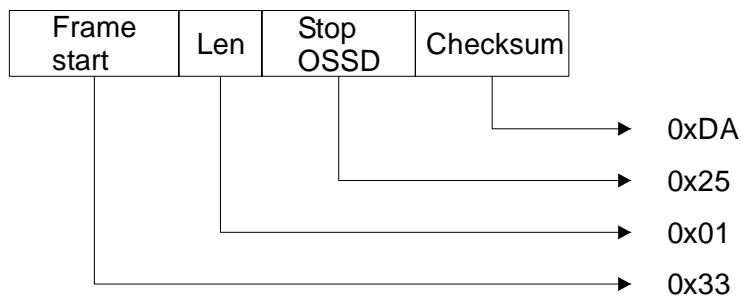 Frame
start
Len
Stop
OSSD
Checksum
0xDA
0x25
0x01
0x33